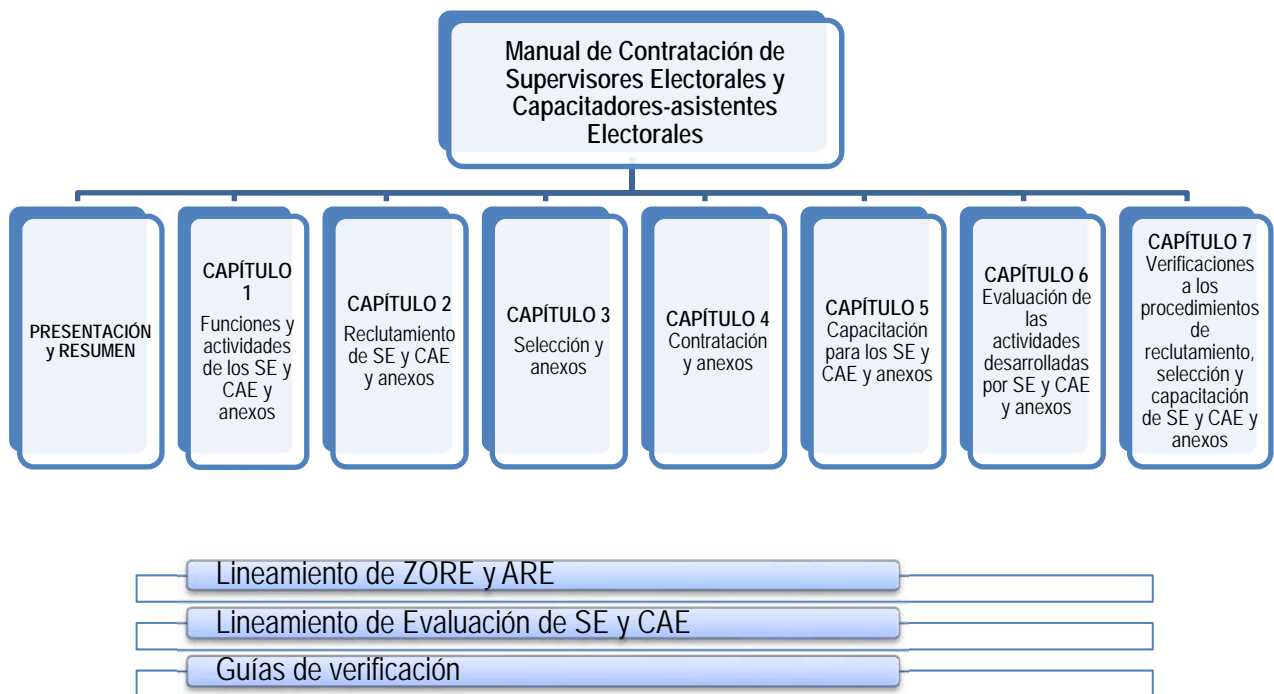 Manual de Contratación de
Supervisores Electorales y
Capacitadores-asistentes
Electorales
PRESENTACIÓN
y RESUMEN
CAPÍTULO
1
Funciones y
actividades
de los SE y
CAE y
anexos
CAPÍTULO 2
Reclutamiento
de SE y CAE
y anexos
CAPÍTULO 3
Selección y
anexos
CAPÍTULO 4
Contratación
y anexos
CAPÍTULO 5
Capacitación
para los SE y
CAE y anexos
CAPÍTULO 6
Evaluación de
las
actividades
desarrolladas
por SE y CAE
y anexos
CAPÍTULO 7
Verificaciones
a los
procedimientos
de
reclutamiento,
selección y
capacitación
de SE y CAE y
anexos
Lineamiento de ZORE y ARE
Lineamiento de Evaluación de SE y CAE
Guías de verificación